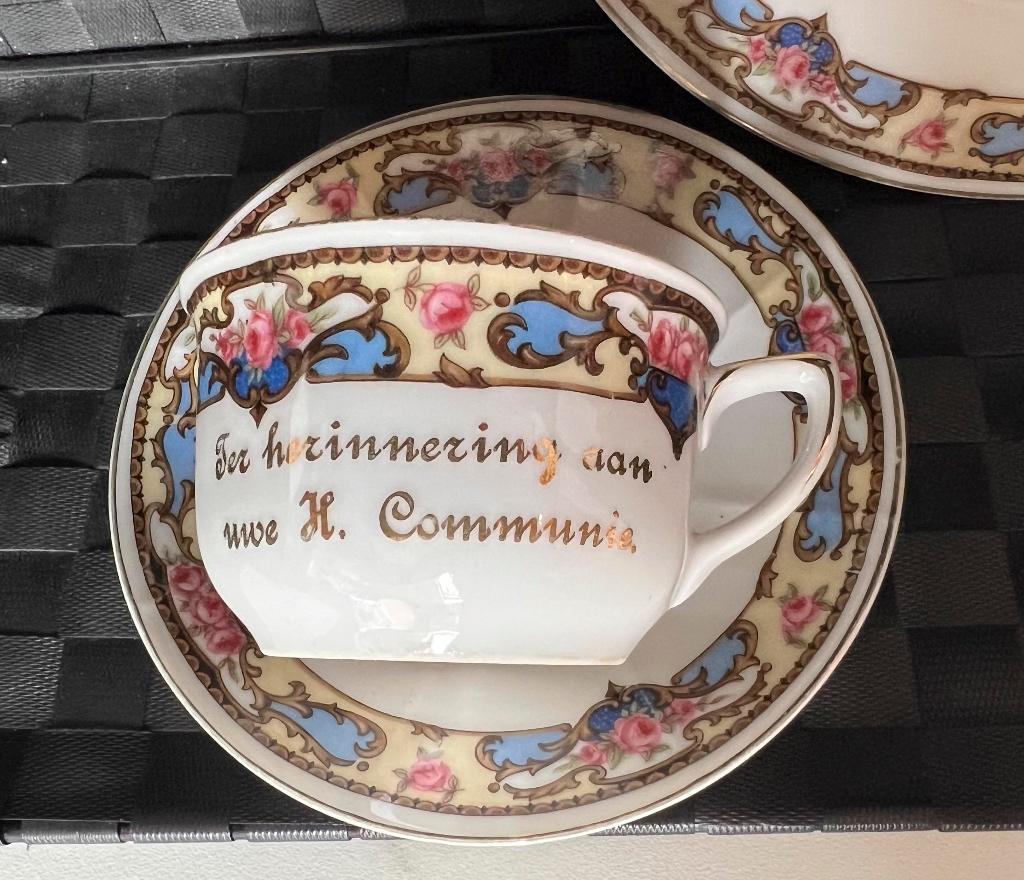 Ter herinnering aan
uwe H. Communie.